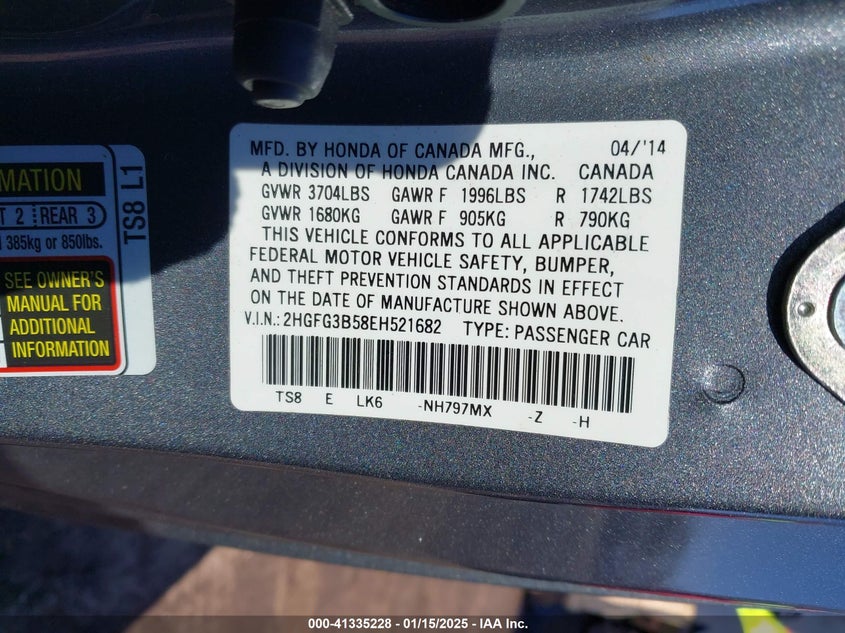 MATION
T 2 REAR 3
385kg or 850lbs.
SEE OWNER'S
MANUAL FOR
ADDITIONAL
INFORMATION
TS8 L1
MFD. BY HONDA OF CANADA MFG., 04/'14
A DIVISION OF HONDA CANADA INC. CANADA
GVWR 3704LBS GAWR F 1996LBS R 1742LBS
GVWR 1680KG GAWR F 905KG R 790KG
THIS VEHICLE CONFORMS TO ALL APPLICABLE
FEDERAL MOTOR VEHICLE SAFETY, BUMPER,
AND THEFT PREVENTION STANDARDS IN EFFECT
ON THE DATE OF MANUFACTURE SHOWN ABOVE.
V.I.N.: 2HGFG3B58EH521682 TYPE: PASSENGER CAR
TS8 E LK6 -NH797MX -Z -H
000-41335228 - 01/15/2025 - IAA Inc.